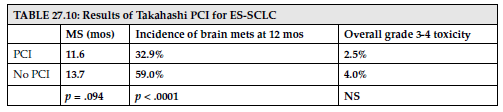 TABLE 27.10: Results of Takahashi PCI for ES-SCLC
MS (mos) Incidence of brain mets at 12 mos Overall grade 3-4 toxicity
PCI 11.6 32.9% 2.5%
No PCI 13.7 59.0% 4.0%
p = .094 p < .0001 NS